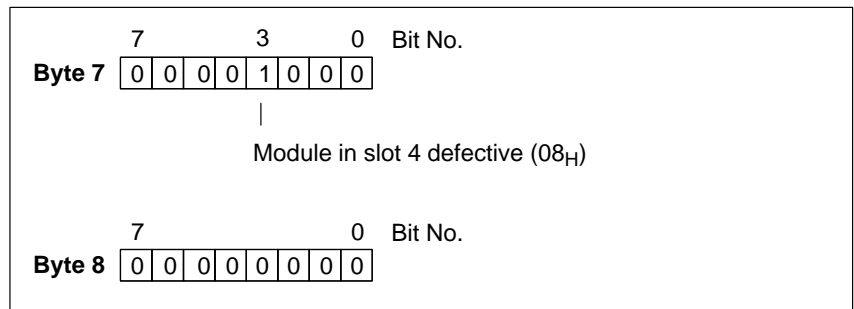 7 3 0 Bit No.
Byte 7 0 0 0 0 1 0 0 0
Module in slot 4 defective (08H)
7 0 Bit No.
Byte 8 0 0 0 0 0 0 0 0